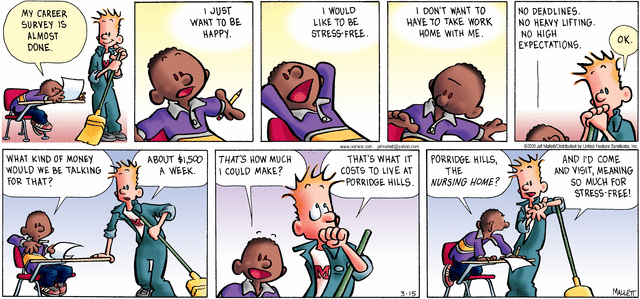 MY CAREER
SURVEY IS
ALMOST
DONE.
I JUST
WANT TO BE
HAPPY.
I WOULD
LIKE TO BE
STRESS-FREE.
I DON'T WANT TO
HAVE TO TAKE WORK
HOME WITH ME.
NO DEADLINES.
NO HEAVY LIFTING.
NO HIGH
EXPECTATIONS.
OK.
www.comics.com jefmallett@yahoo.com
©2009 Jef Mallett/Distributed by United Feature Syndicate, Inc.
WHAT KIND OF MONEY
WOULD WE BE TALKING
FOR THAT?
ABOUT $1,500
A WEEK.
THAT'S HOW MUCH
I COULD MAKE?
THAT'S WHAT IT
COSTS TO LIVE AT
PORRIDGE HILLS.
M
3-15
PORRIDGE HILLS,
THE
NURSING HOME?
AND I'D COME
AND VISIT, MEANING
SO MUCH FOR
STRESS-FREE!
MALLETT